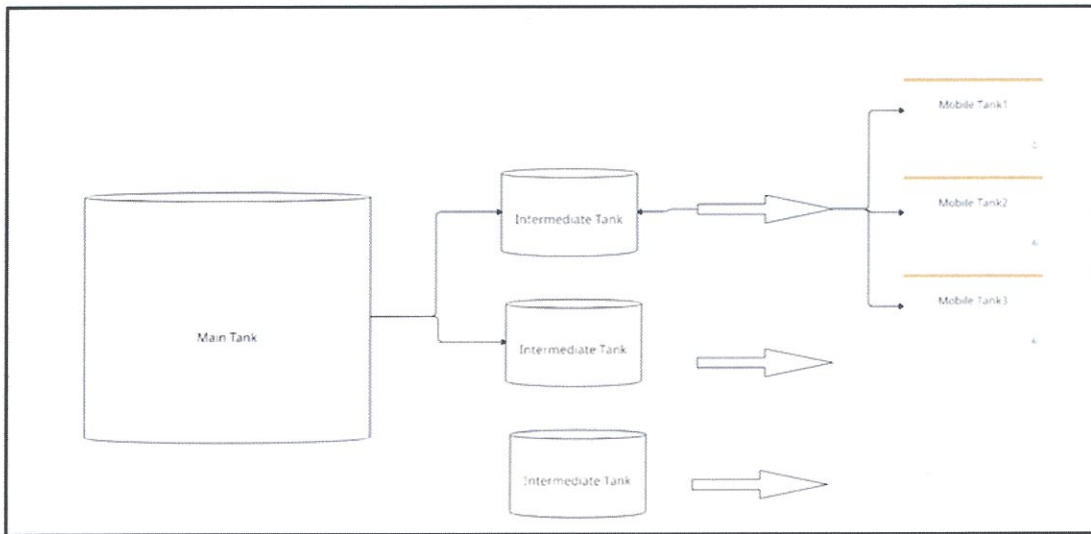 Main Tank
Intermediate Tank
Intermediate Tank
Intermediate Tank
Mobile Tank1
Mobile Tank2
Mobile Tank3